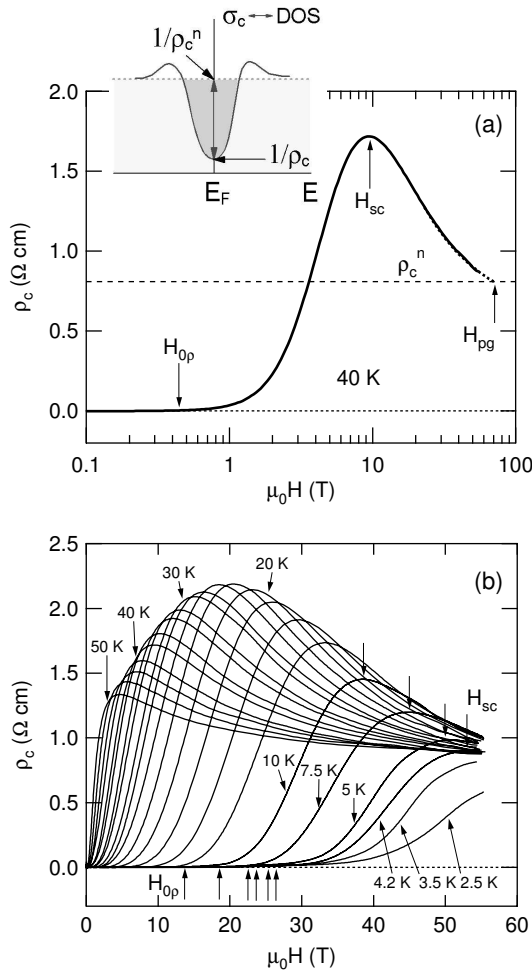 σc ↔ DOS
1/ρcⁿ
1/ρc
EF
E
(a)
2.0
1.5
1.0
0.5
0.0
ρc (Ω cm)
Hsc
ρcⁿ
Hpg
H0ρ
40 K
0.1
1
10
100
μ0H (T)
(b)
2.5
2.0
1.5
1.0
0.5
0.0
ρc (Ω cm)
50 K
40 K
30 K
20 K
Hsc
10 K
7.5 K
5 K
4.2 K
3.5 K
2.5 K
H0ρ
0
10
20
30
40
50
60
μ0H (T)